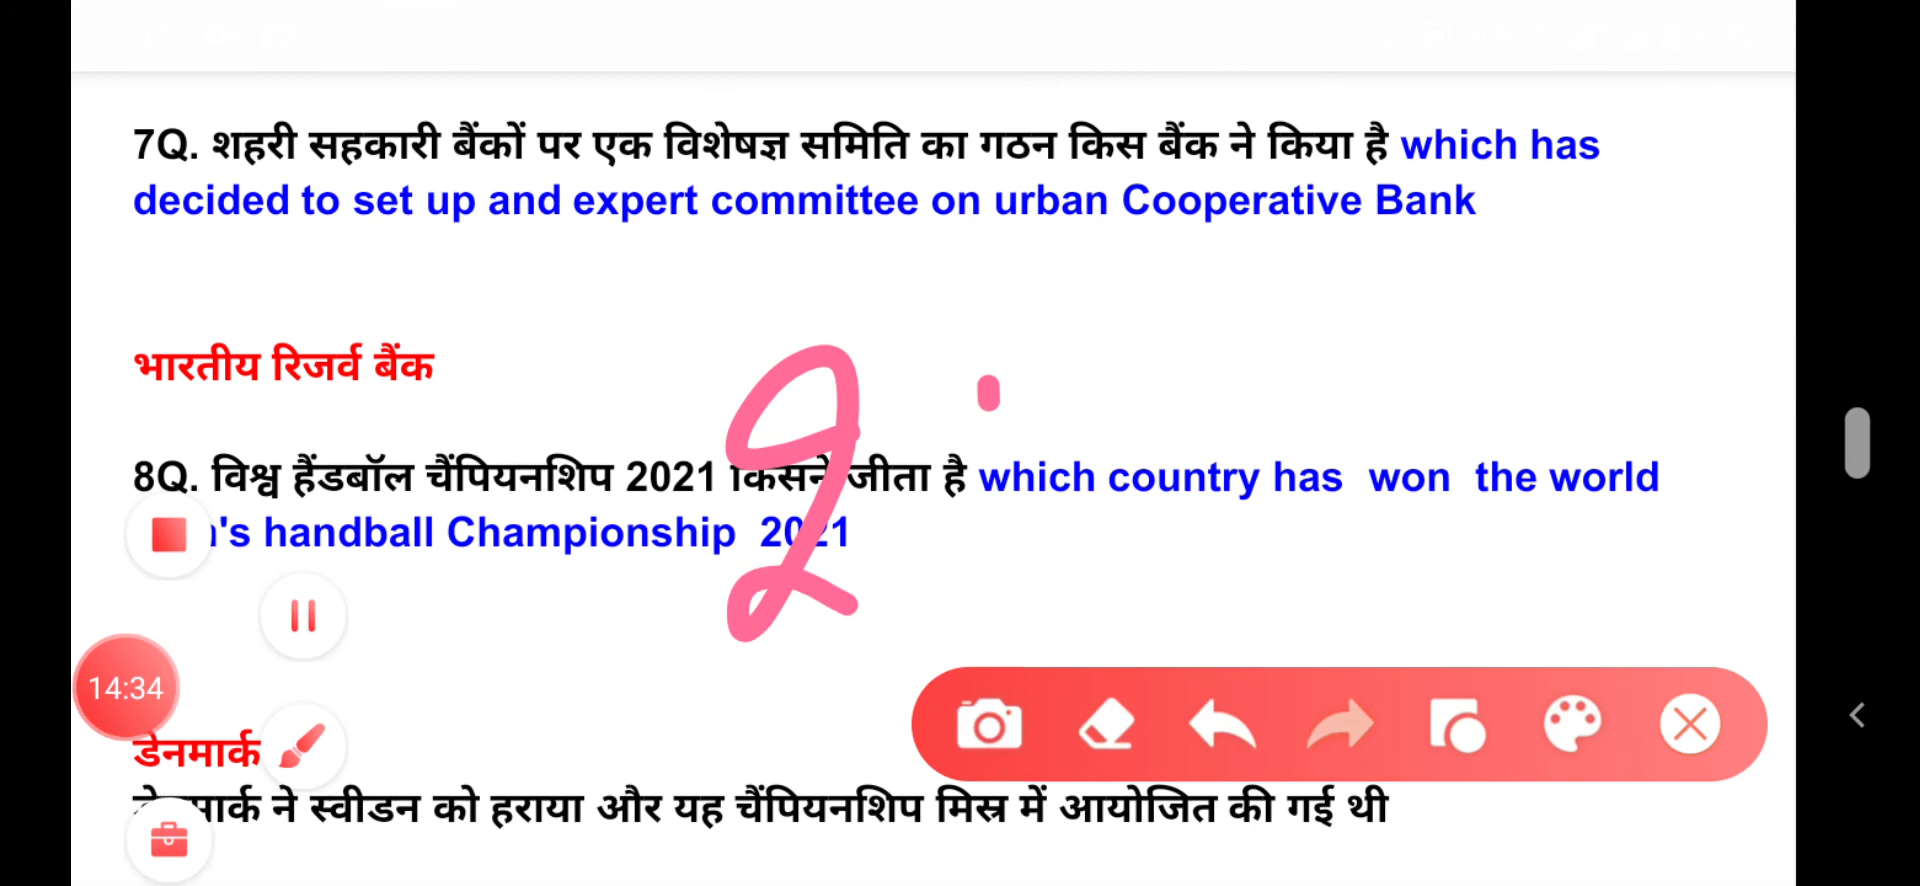 7Q. शहरी सहकारी बैंकों पर एक विशेषज्ञ समिति का गठन किस बैंक ने किया है which has
decided to set up and expert committee on urban Cooperative Bank
भारतीय रिजर्व बैंक
8Q. विश्व हैंडबॉल चैंपियनशिप 2021 किसने जीता है which country has won the world
's handball Championship 2021
14:34
डेनमार्क
ने स्वीडन को हराया और यह चैंपियनशिप मिस्र में आयोजित की गई थी